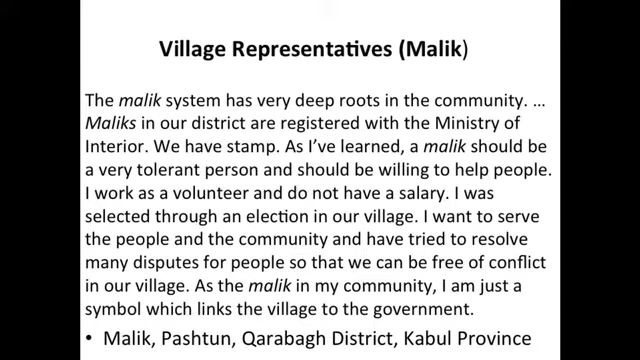 Village Representatives (Malik)
The malik system has very deep roots in the community. …
Maliks in our district are registered with the Ministry of
Interior. We have stamp. As I've learned, a malik should be
a very tolerant person and should be willing to help people.
I work as a volunteer and do not have a salary. I was
selected through an election in our village. I want to serve
the people and the community and have tried to resolve
many disputes for people so that we can be free of conflict
in our village. As the malik in my community, I am just a
symbol which links the village to the government.
• Malik, Pashtun, Qarabagh District, Kabul Province